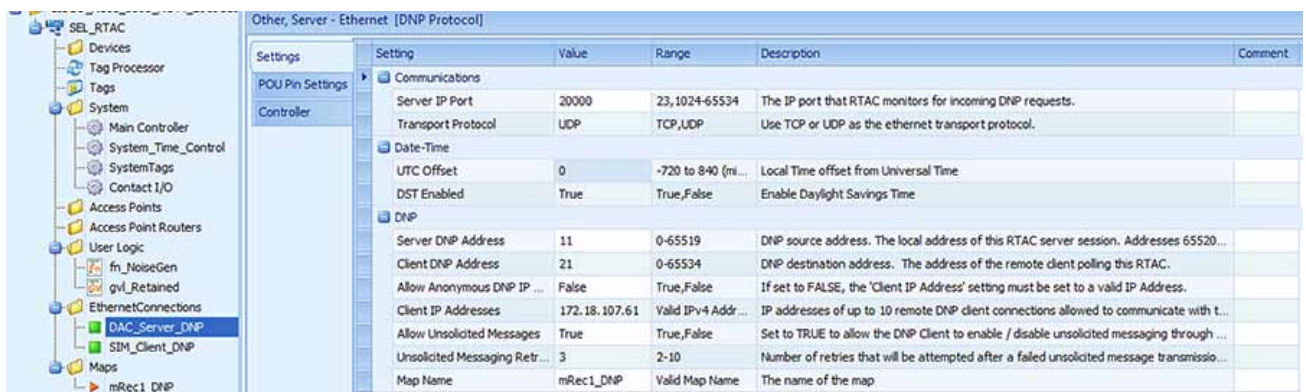 SEL_RTAC
Devices
Tag Processor
Tags
System
Main Controller
System_Time_Control
SystemTags
Contact I/O
Access Points
Access Point Routers
User Logic
fn_NoiseGen
gvl_Retained
EthernetConnections
DAC_Server_DNP
SIM_Client_DNP
Maps
mRec1_DNP
Other, Server - Ethernet [DNP Protocol]
Settings
POU Pin Settings
Controller
Setting Value Range Description Comment
Communications
Server IP Port 20000 23,1024-65534 The IP port that RTAC monitors for incoming DNP requests.
Transport Protocol UDP TCP,UDP Use TCP or UDP as the ethernet transport protocol.
Date-Time
UTC Offset 0 -720 to 840 (mi... Local Time offset from Universal Time
DST Enabled True True,False Enable Daylight Savings Time
DNP
Server DNP Address 11 0-65519 DNP source address. The local address of this RTAC server session. Addresses 65520...
Client DNP Address 21 0-65534 DNP destination address. The address of the remote client polling this RTAC.
Allow Anonymous DNP IP ... False True,False If set to FALSE, the 'Client IP Address' setting must be set to a valid IP Address.
Client IP Addresses 172.18.107.61 Valid IPv4 Addr... IP addresses of up to 10 remote DNP client connections allowed to communicate with t...
Allow Unsolicited Messages True True,False Set to TRUE to allow the DNP Client to enable / disable unsolicited messaging through ...
Unsolicited Messaging Retr... 3 2-10 Number of retries that will be attempted after a failed unsolicited message transmissio...
Map Name mRec1_DNP Valid Map Name The name of the map